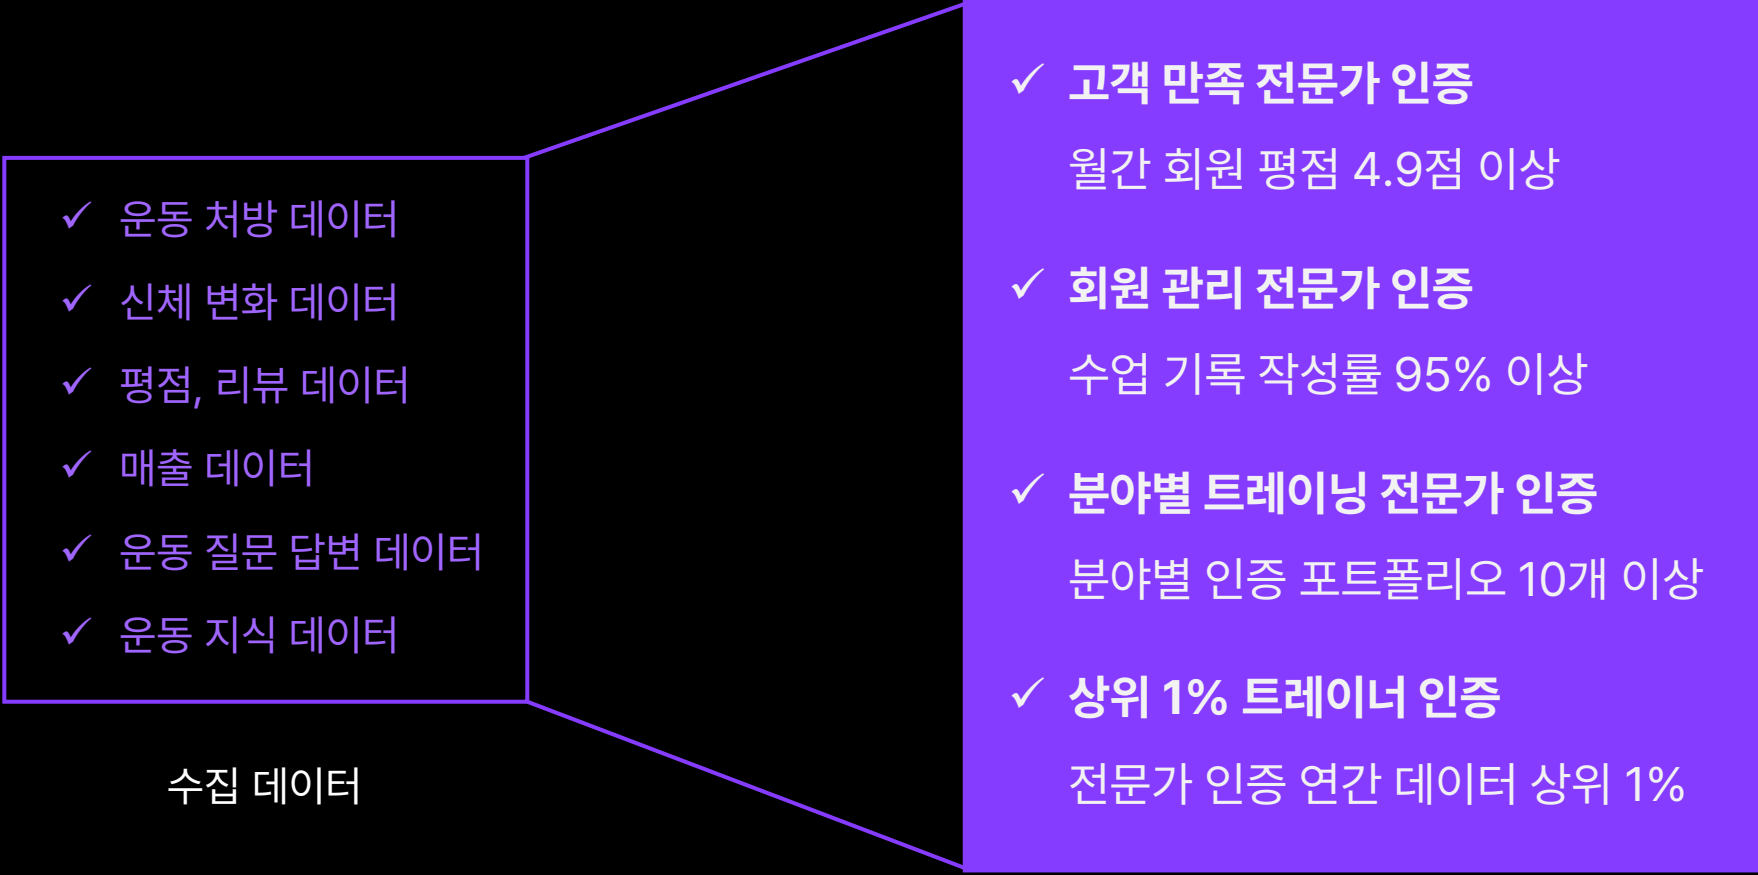 ✓ 운동 처방 데이터
✓ 신체 변화 데이터
✓ 평점, 리뷰 데이터
✓ 매출 데이터
✓ 운동 질문 답변 데이터
✓ 운동 지식 데이터
수집 데이터
✓ 고객 만족 전문가 인증
월간 회원 평점 4.9점 이상
✓ 회원 관리 전문가 인증
수업 기록 작성률 95% 이상
✓ 분야별 트레이닝 전문가 인증
분야별 인증 포트폴리오 10개 이상
✓ 상위 1% 트레이너 인증
전문가 인증 연간 데이터 상위 1%